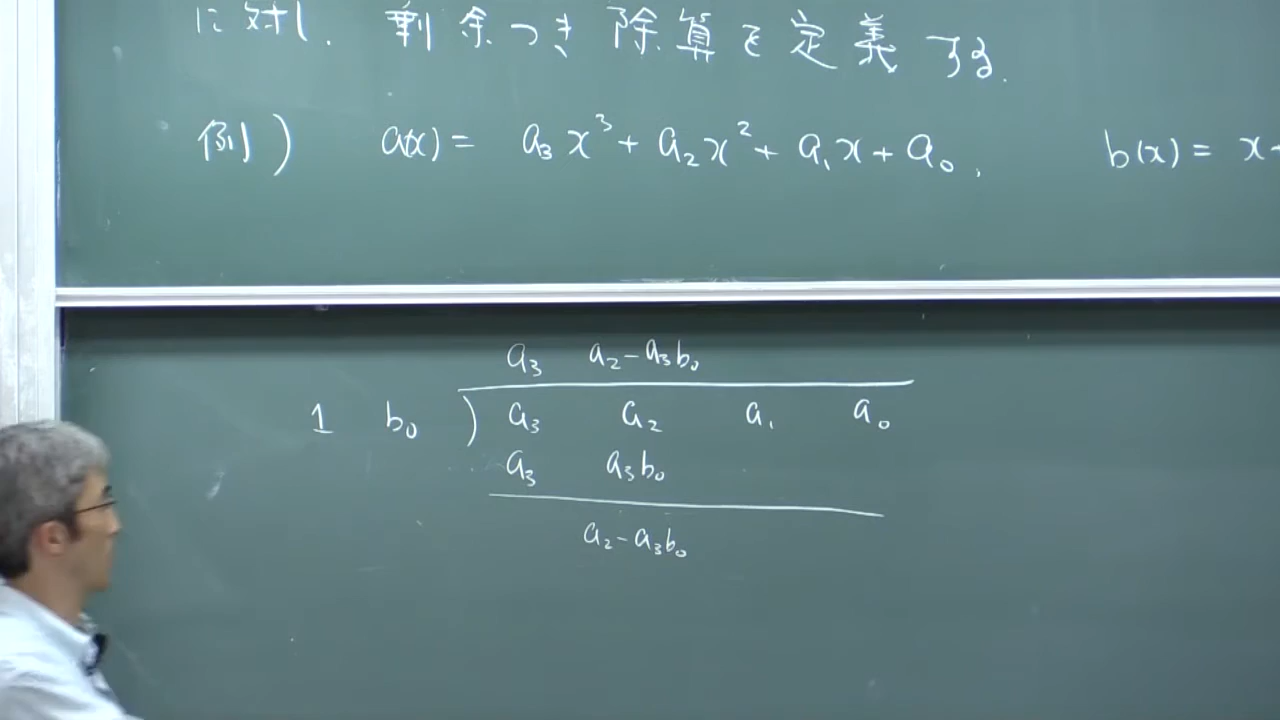 に対し. 剰余つき除算を定義する.
例) a(x) = a₃x³ + a₂x² + a₁x + a₀, b(x) = x+
a₃ a₂-a₃b₀
1 b₀ ) a₃ a₂ a₁ a₀
a₃ a₃b₀
a₂-a₃b₀